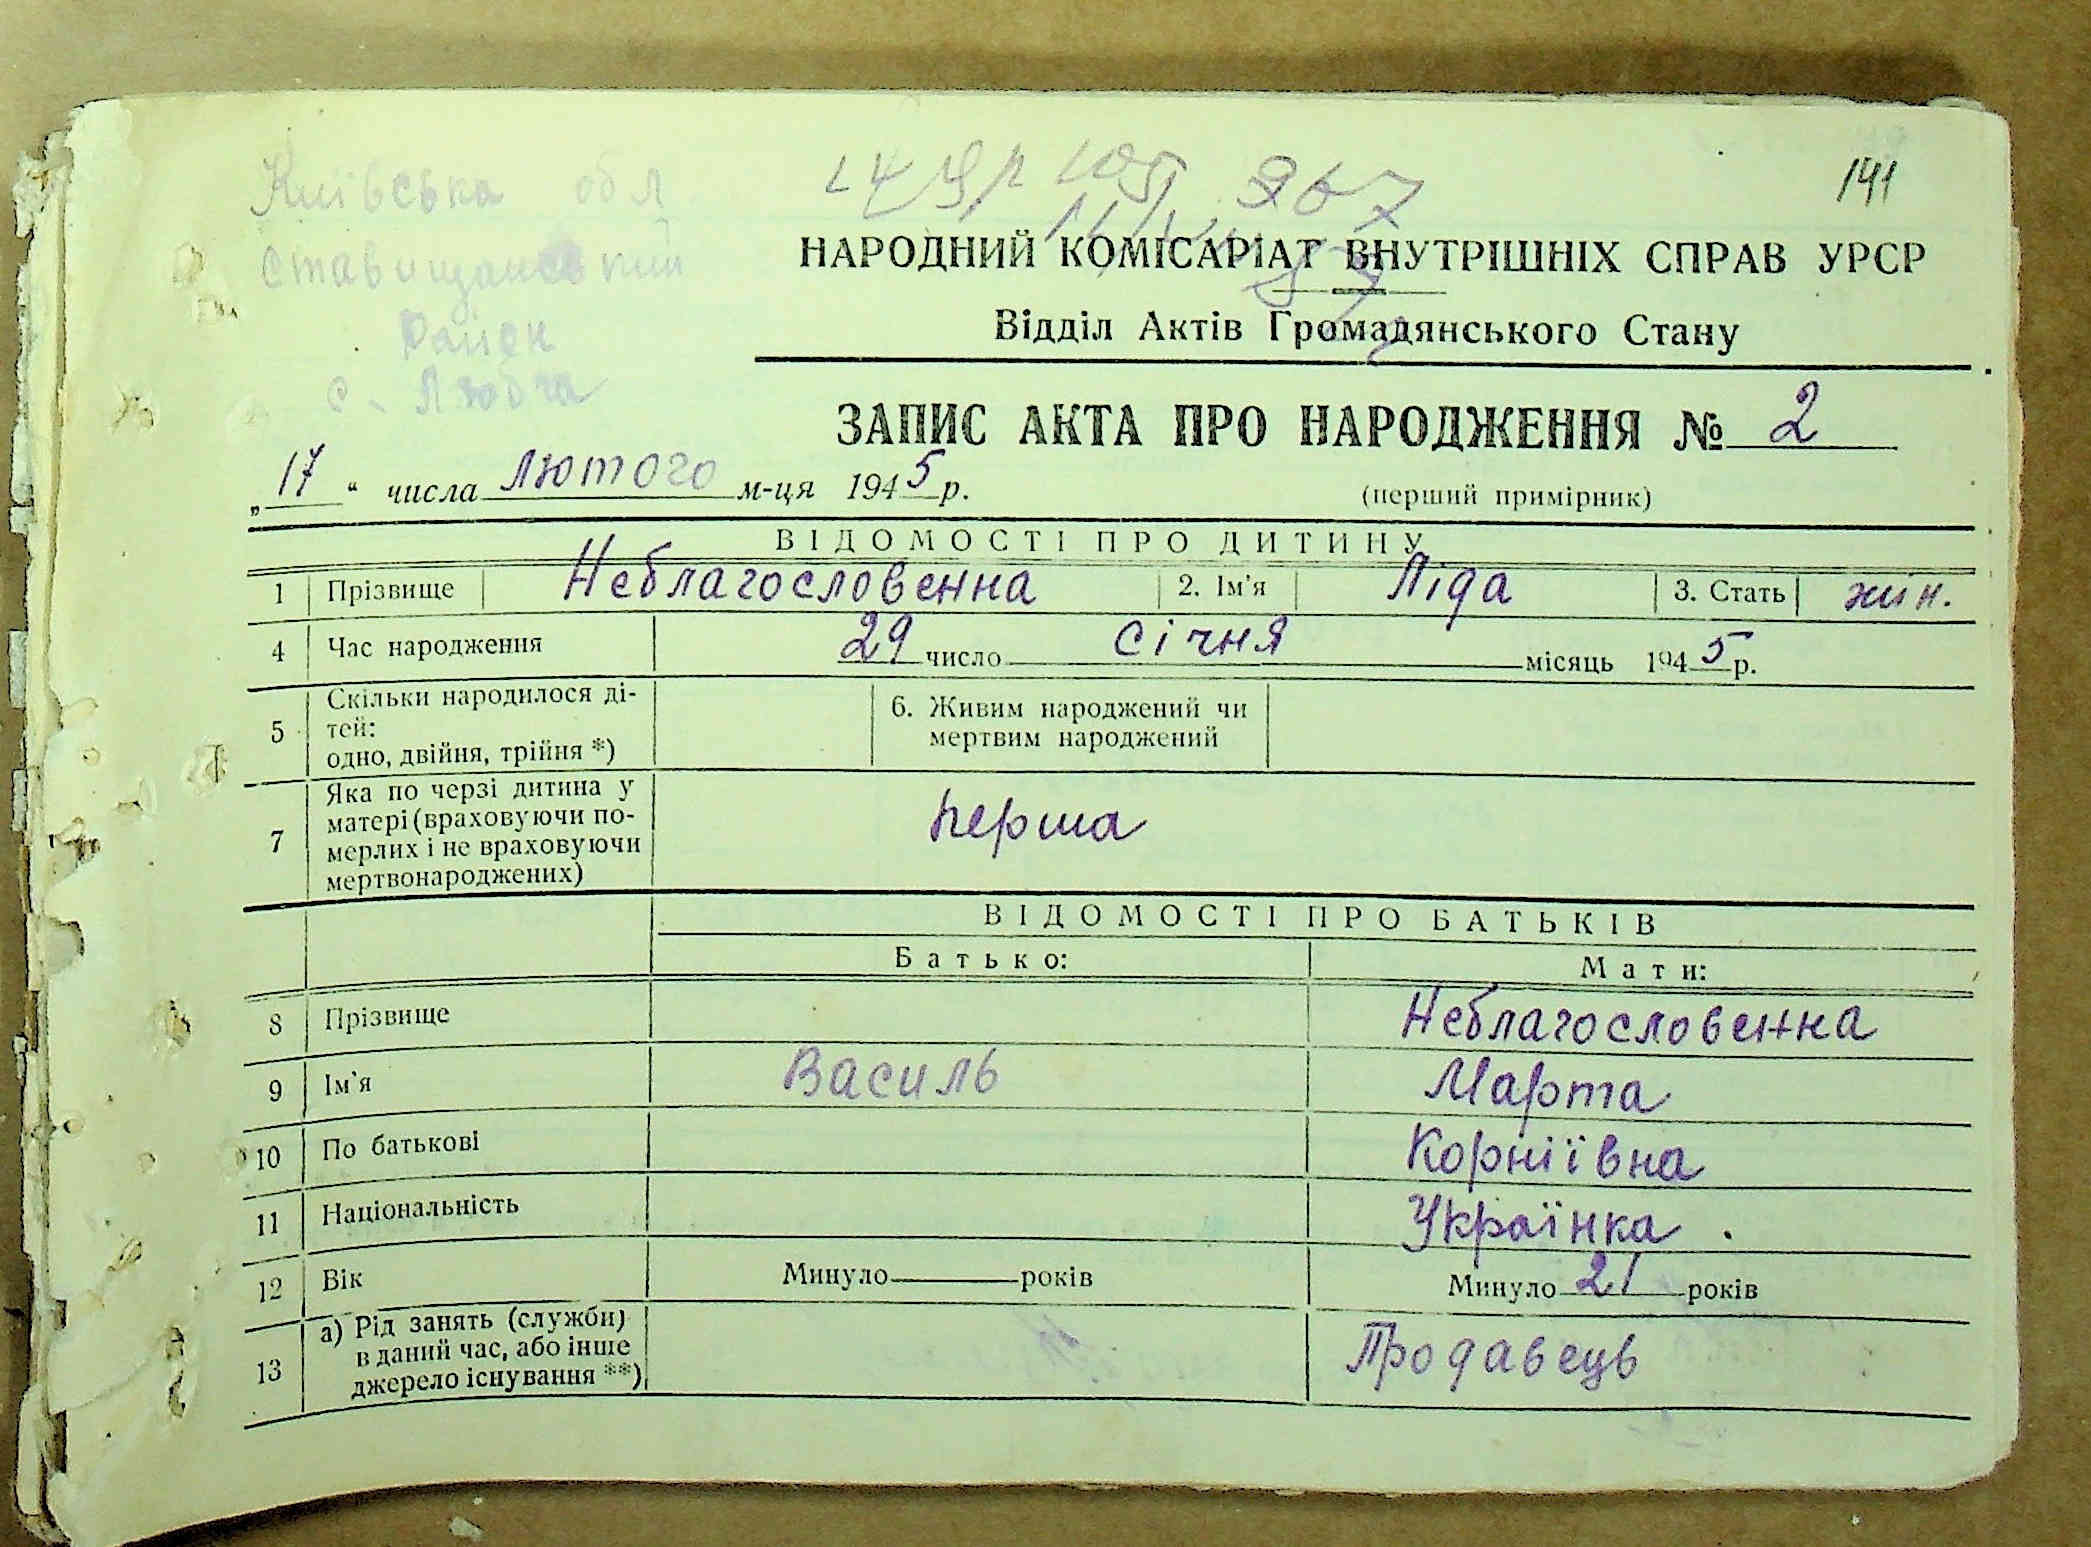 Київська обл
Ставищанський
Район
с. Любча
141
367
НАРОДНИЙ КОМІСАРІАТ ВНУТРІШНІХ СПРАВ УРСР
Відділ Актів Громадянського Стану
ЗАПИС АКТА ПРО НАРОДЖЕННЯ № 2
„17“ числа лютого м-ця 1945 р.
(перший примірник)
ВІДОМОСТІ ПРО ДИТИНУ
1 Прізвище Неблагословенна 2. Ім'я Ліда 3. Стать жін.
4 Час народження 29 число січня місяць 1945 р.
5 Скільки народилося ді-
тей:
одно, двійня, трійня *)
6. Живим народжений чи
мертвим народжений
7 Яка по черзі дитина у
матері (враховуючи по-
мерлих і не враховуючи
мертвонароджених)
перша
ВІДОМОСТІ ПРО БАТЬКІВ
Батько: Мати:
8 Прізвище Неблагословенна
9 Ім'я Василь Марта
10 По батькові Корніївна
11 Національність Українка.
12 Вік Минуло років Минуло 21 років
13 а) Рід занять (служби)
в даний час, або інше
джерело існування **)
Продавець